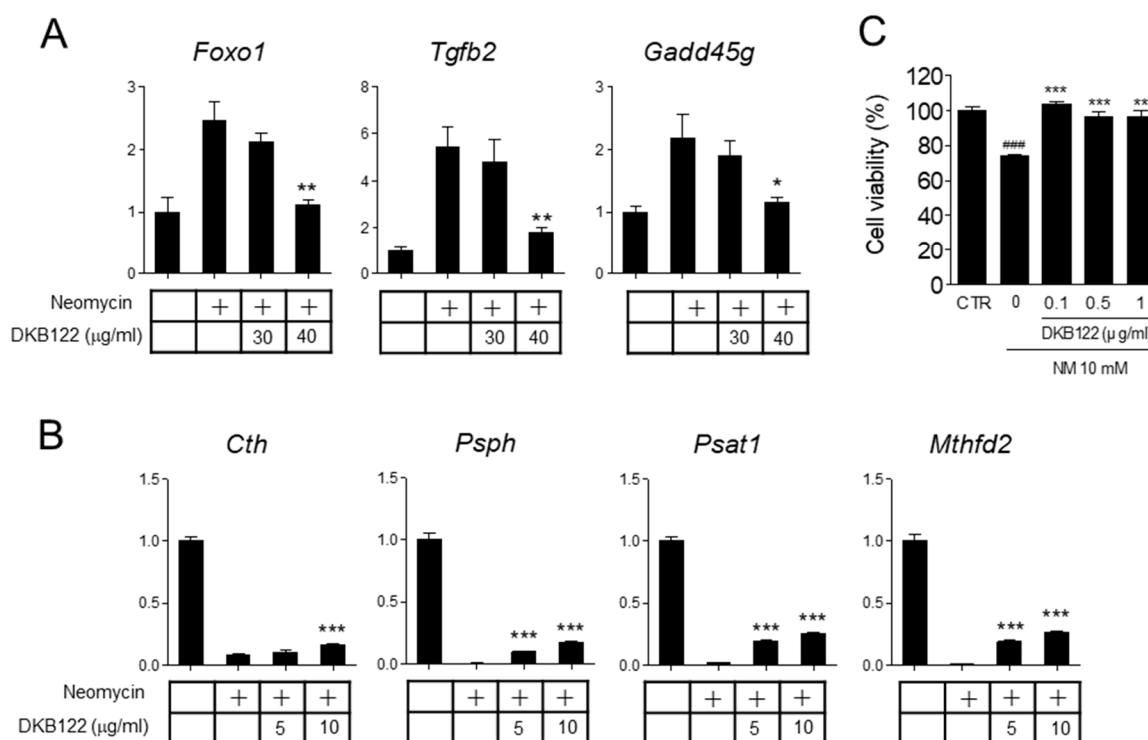 A
Foxo1
3
2
1
0
**
Neomycin + + +
DKB122 (μg/ml) 30 40
Tgfb2
8
6
4
2
0
**
+ + +
30 40
Gadd45g
3
2
1
0
*
+ + +
30 40
C
Cell viability (%)
120
100
80
60
40
20
0
###
***
***
**
CTR 0 0.1 0.5 1
DKB122 (μg/ml
NM 10 mM
B
Cth
1.5
1.0
0.5
0.0
***
Neomycin + + +
DKB122 (μg/ml) 5 10
Psph
1.5
1.0
0.5
0.0
***
***
+ + +
5 10
Psat1
1.5
1.0
0.5
0.0
***
***
+ + +
5 10
Mthfd2
1.5
1.0
0.5
0.0
***
***
+ + +
5 10